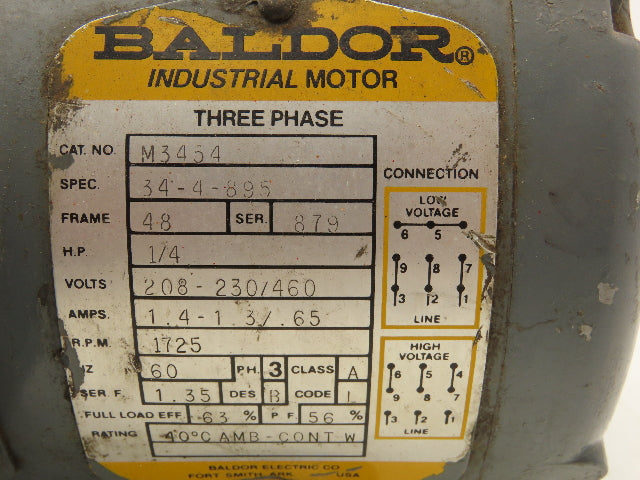 BALDOR®
INDUSTRIAL MOTOR
THREE PHASE
CAT. NO. M3454
SPEC. 34-4-895
FRAME 48 SER. 879
H.P. 1/4
VOLTS 208-230/460
AMPS. 1.4-1.3/.65
R.P.M. 1725
HZ 60 PH. 3 CLASS A
SER. F. 1.35 DES B CODE L
FULL LOAD EFF 63 % P F 56 %
RATING 40°C AMB-CONT W
CONNECTION
LOW
VOLTAGE
6 5
9 8 7
3 2 1
LINE
HIGH
VOLTAGE
6 5 4
9 8 7
3 2 1
LINE
BALDOR ELECTRIC CO
FORT SMITH, ARK. USA